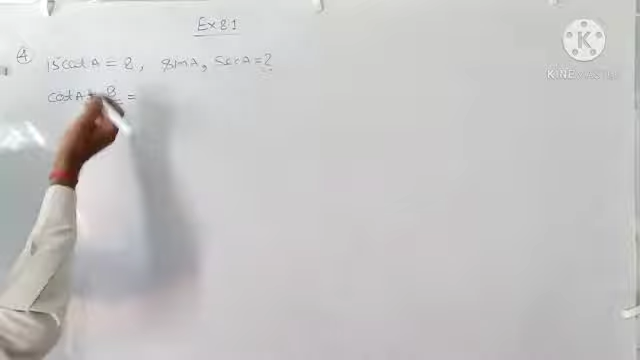 Ex 8.1
④ 15 cot A = 8, sin A, sec A = ?
cot A = 8 =
KINEMASTER